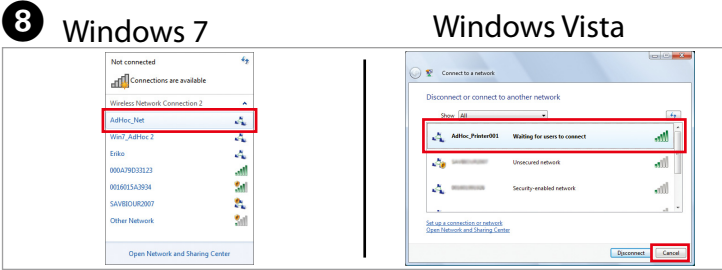 8 Windows 7
Windows Vista
Not connected
Connections are available
Wireless Network Connection 2
AdHoc_Net
Win7_AdHoc 2
Eriko
000A79D33123
0016015A3934
SAVBIOUR2007
Other Network
Open Network and Sharing Center
Connect to a network
Disconnect or connect to another network
Show All
AdHoc_Printer001 Waiting for users to connect
Unsecured network
Security-enabled network
Set up a connection or network
Open Network and Sharing Center
Disconnect Cancel